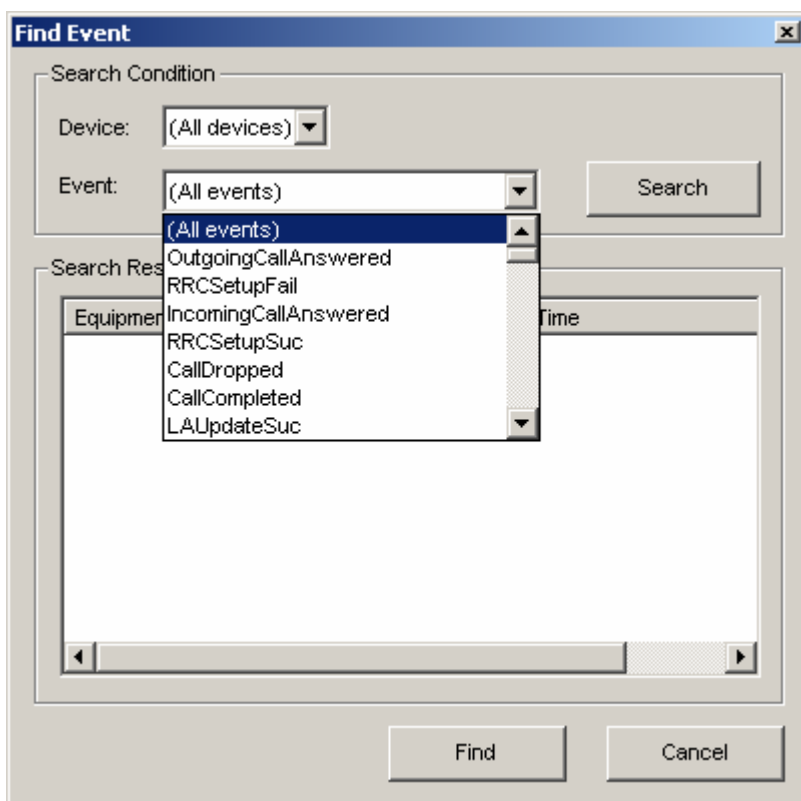 Find Event
Search Condition
Device: (All devices)
Event: (All events) Search
(All events)
OutgoingCallAnswered
RRCSetupFail
IncomingCallAnswered
RRCSetupSuc
CallDropped
CallCompleted
LAUpdateSuc
Search Res
Equipmen Time
Find Cancel